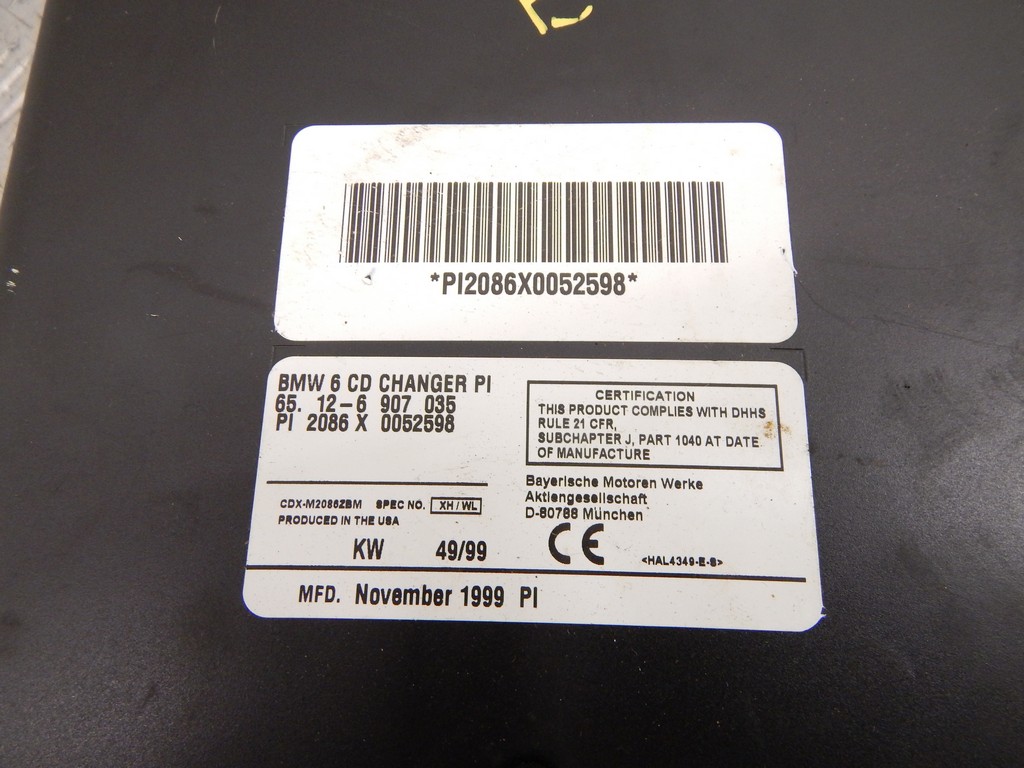 *PI2086X0052598*
BMW 6 CD CHANGER PI
65. 12-6 907 035
PI 2086 X 0052598
CERTIFICATION
THIS PRODUCT COMPLIES WITH DHHS
RULE 21 CFR,
SUBCHAPTER J, PART 1040 AT DATE
OF MANUFACTURE
CDX-M2086ZBM SPEC NO. XH/WL
PRODUCED IN THE USA
KW 49/99
Bayerische Motoren Werke
Aktiengesellschaft
D-80788 München
CE
<HAL4349-E-S>
MFD. November 1999 PI